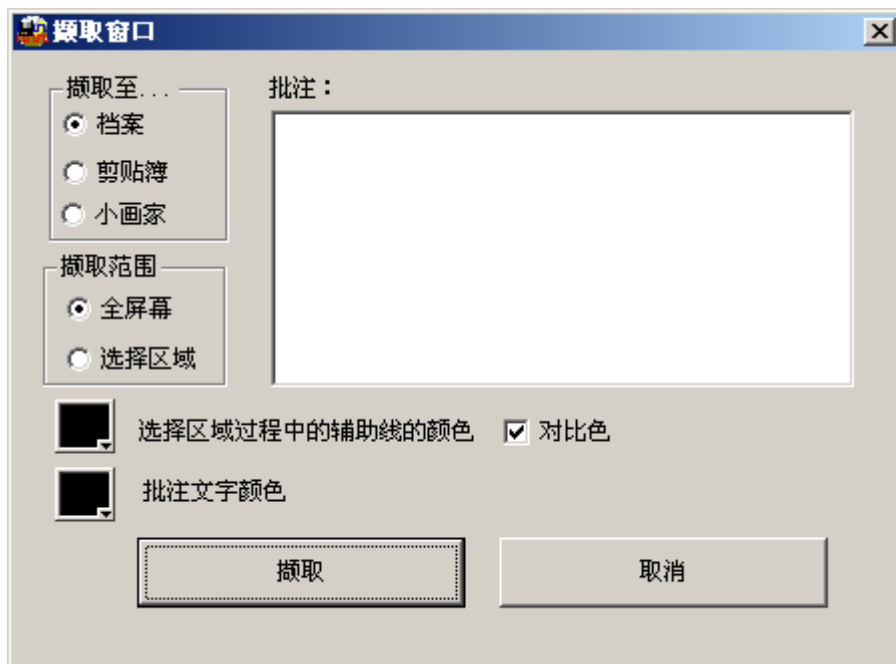 撷取窗口
撷取至...
档案
剪贴簿
小画家
撷取范围
全屏幕
选择区域
批注：
选择区域过程中的辅助线的颜色
对比色
批注文字颜色
撷取
取消